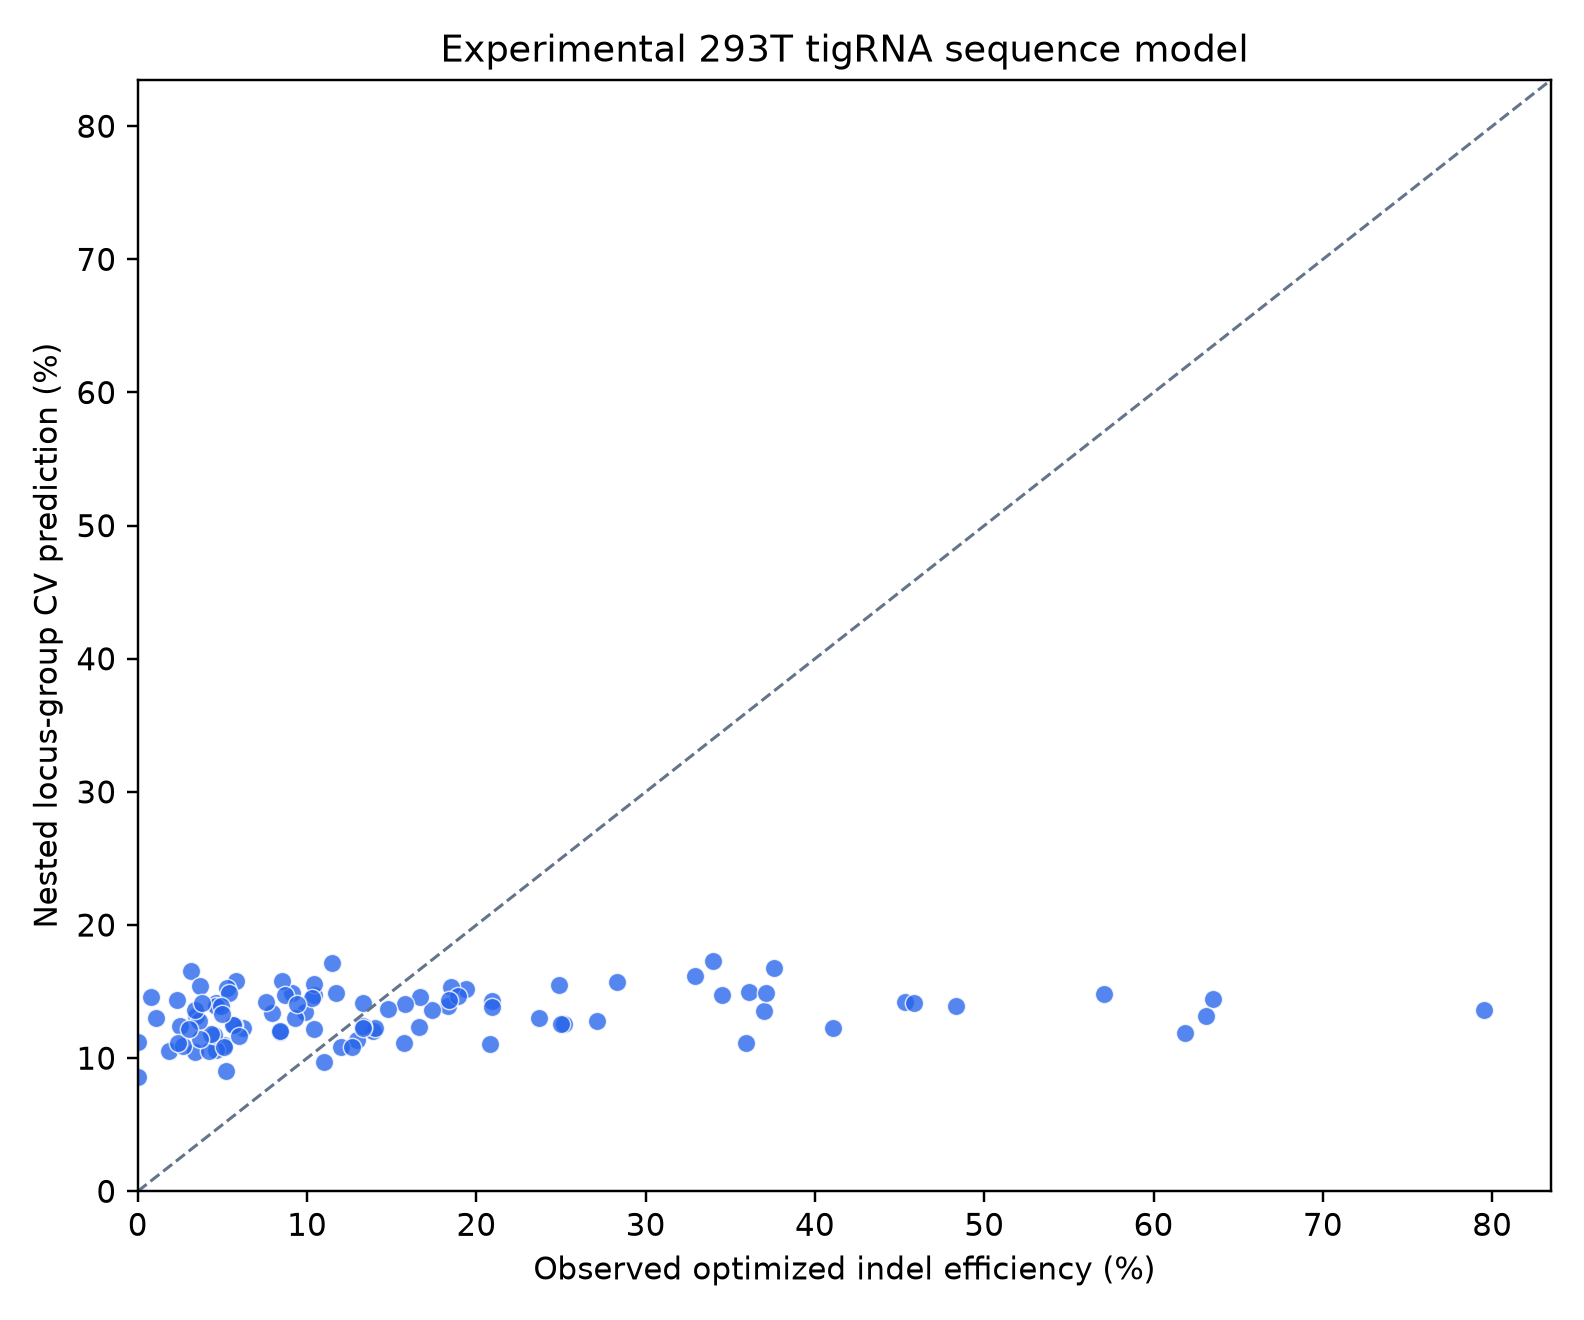 Experimental 293T tigRNA sequence model
Nested locus-group CV prediction (%)
80
70
60
50
40
30
20
10
0
0 10 20 30 40 50 60 70 80
Observed optimized indel efficiency (%)